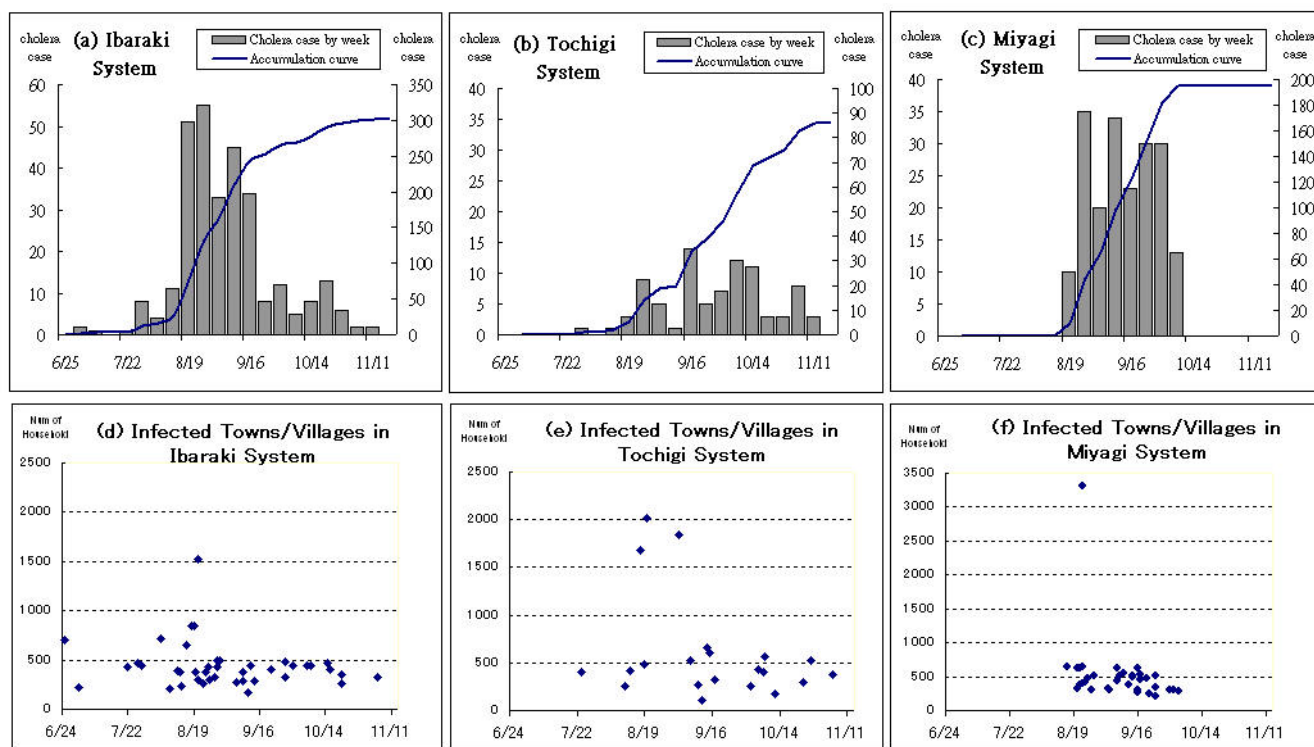 cholera case
(a) Ibaraki System
Cholera case by week
Accumulation curve
cholera case
60
50
40
30
20
10
0
350
300
250
200
150
100
50
0
6/25 7/22 8/19 9/16 10/14 11/11
cholera case
(b) Tochigi System
Cholera case by week
Accumulation curve
cholera case
40
35
30
25
20
15
10
5
0
100
90
80
70
60
50
40
30
20
10
0
6/25 7/22 8/19 9/16 10/14 11/11
cholera case
(c) Miyagi System
Cholera case by week
Accumulation curve
cholera case
40
35
30
25
20
15
10
5
0
200
180
160
140
120
100
80
60
40
20
0
6/25 7/22 8/19 9/16 10/14 11/11
Num of
Household
(d) Infected Towns/Villages in
Ibaraki System
2500
2000
1500
1000
500
0
6/24 7/22 8/19 9/16 10/14 11/11
Num of
Household
(e) Infected Towns/Villages in
Tochigi System
2500
2000
1500
1000
500
0
6/24 7/22 8/19 9/16 10/14 11/11
Num of
Household
(f) Infected Towns/Villages in
Miyagi System
3500
3000
2500
2000
1500
1000
500
0
6/24 7/22 8/19 9/16 10/14 11/11